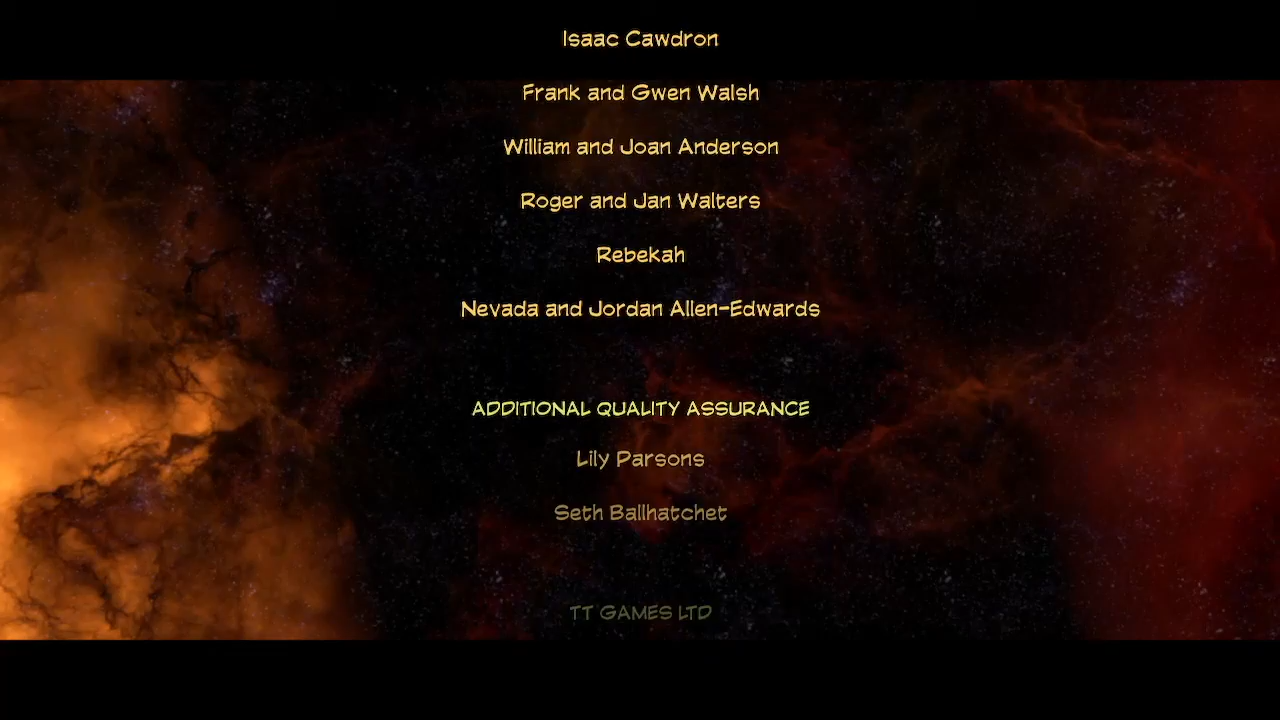 Isaac Cawdron
Frank and Gwen Walsh
William and Joan Anderson
Roger and Jan Walters
Rebekah
Nevada and Jordan Allen-Edwards
ADDITIONAL QUALITY ASSURANCE
Lily Parsons
Seth Ballhatchet
TT GAMES LTD